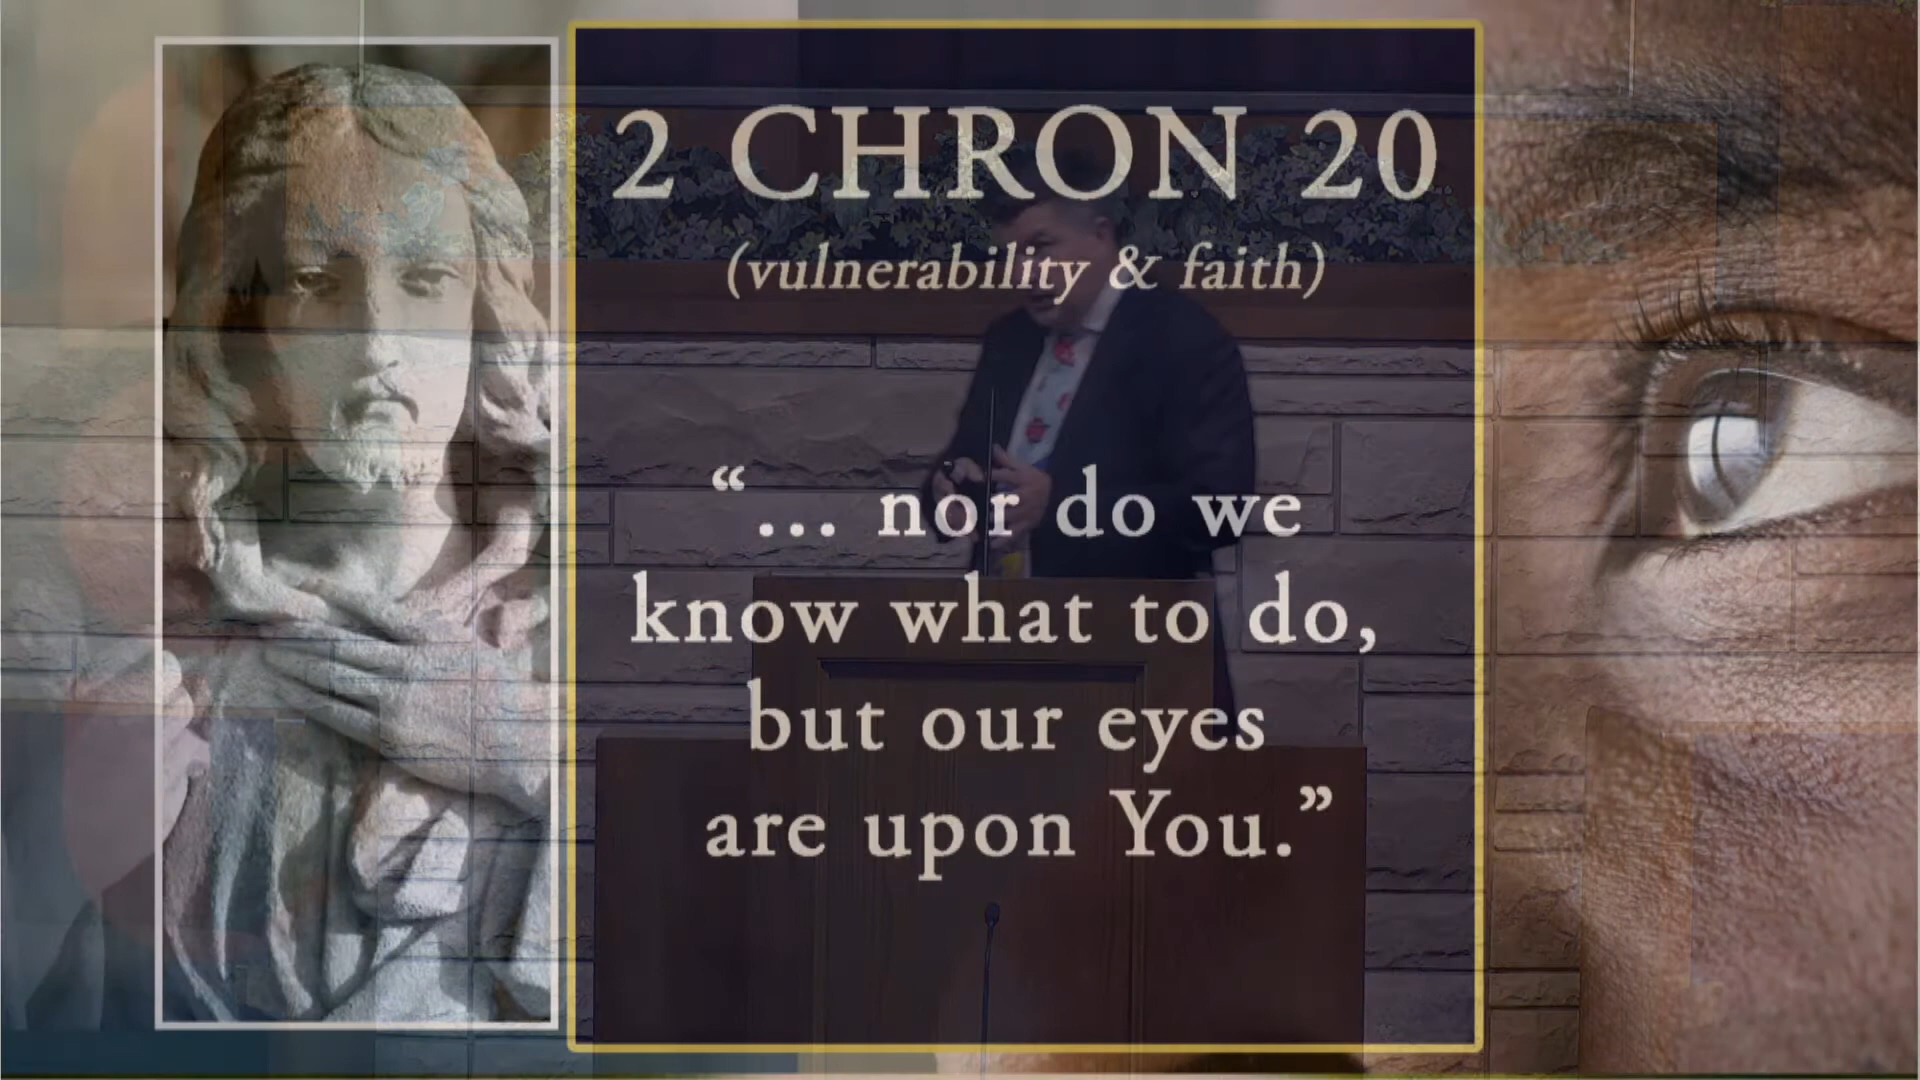 2 CHRON 20
(vulnerability & faith)
“... nor do we
know what to do,
but our eyes
are upon You.”